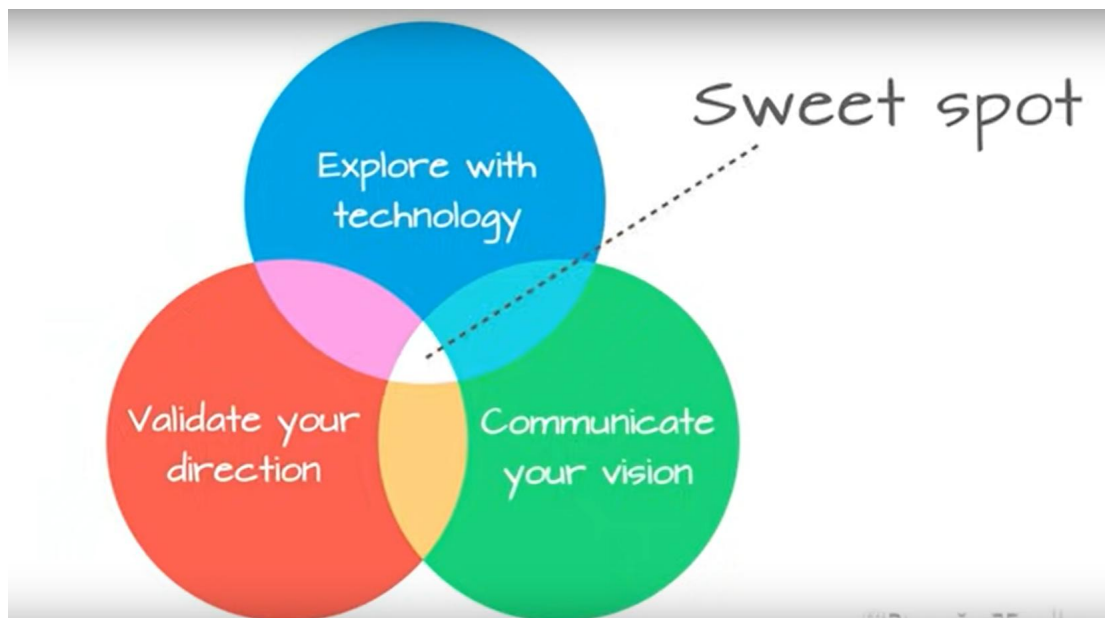 Sweet spot
Explore with
technology
Validate your
direction
Communicate
your vision